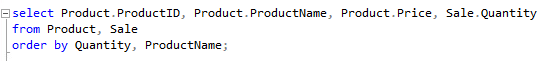 select Product.ProductID, Product.ProductName, Product.Price, Sale.Quantity
from Product, Sale
order by Quantity, ProductName;